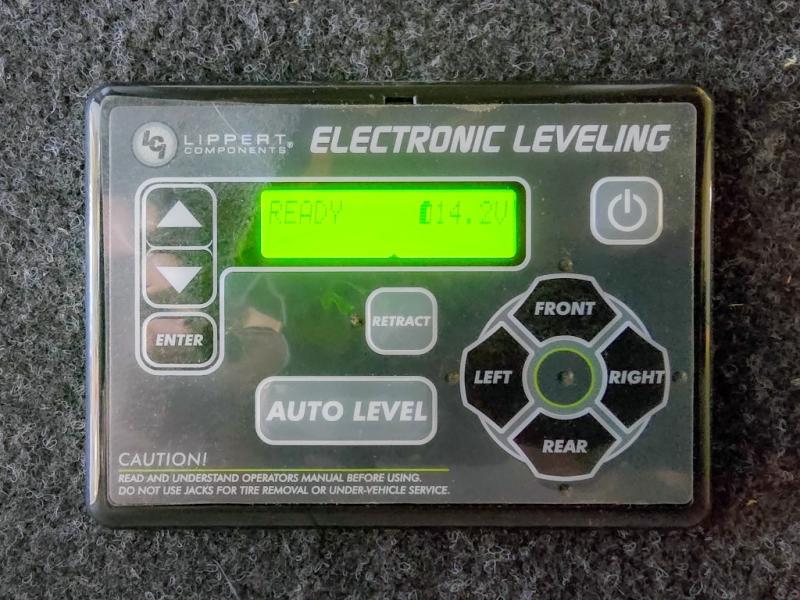 LCI LIPPERT COMPONENTS® ELECTRONIC LEVELING
READY 14.2V
ENTER
RETRACT
AUTO LEVEL
FRONT
LEFT
RIGHT
REAR
CAUTION!
READ AND UNDERSTAND OPERATORS MANUAL BEFORE USING.
DO NOT USE JACKS FOR TIRE REMOVAL OR UNDER-VEHICLE SERVICE.